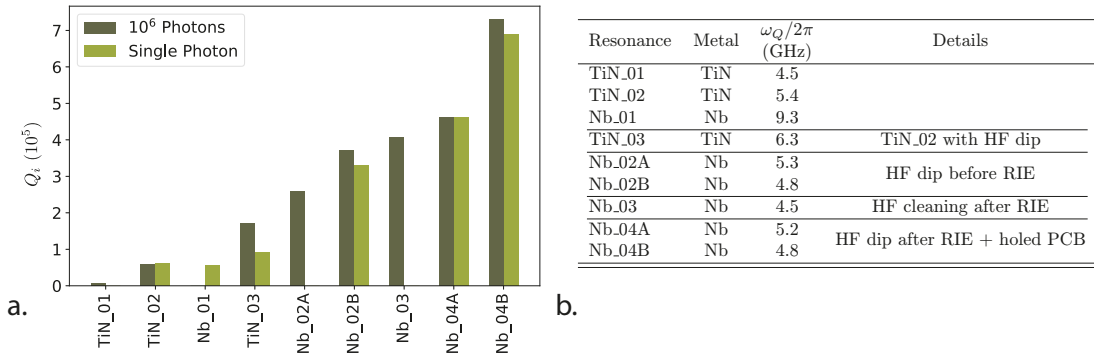 10⁶ Photons
Single Photon
7
6
5
4
3
2
1
0
Q_i (10⁵)
TiN_01
TiN_02
Nb_01
TiN_03
Nb_02A
Nb_02B
Nb_03
Nb_04A
Nb_04B
a.
Resonance Metal ω_Q/2π (GHz) Details
TiN_01 TiN 4.5
TiN_02 TiN 5.4
Nb_01 Nb 9.3
TiN_03 TiN 6.3 TiN_02 with HF dip
Nb_02A Nb 5.3 HF dip before RIE
Nb_02B Nb 4.8
Nb_03 Nb 4.5 HF cleaning after RIE
Nb_04A Nb 5.2 HF dip after RIE + holed PCB
Nb_04B Nb 4.8
b.